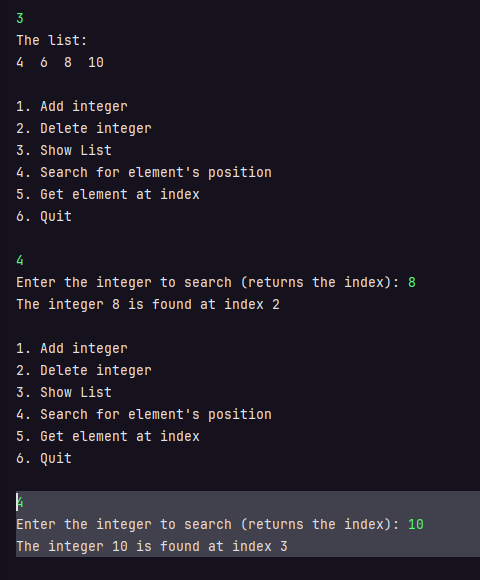 3
The list:
4  6  8  10
1. Add integer
2. Delete integer
3. Show List
4. Search for element's position
5. Get element at index
6. Quit
4
Enter the integer to search (returns the index): 8
The integer 8 is found at index 2
1. Add integer
2. Delete integer
3. Show List
4. Search for element's position
5. Get element at index
6. Quit
4
Enter the integer to search (returns the index): 10
The integer 10 is found at index 3